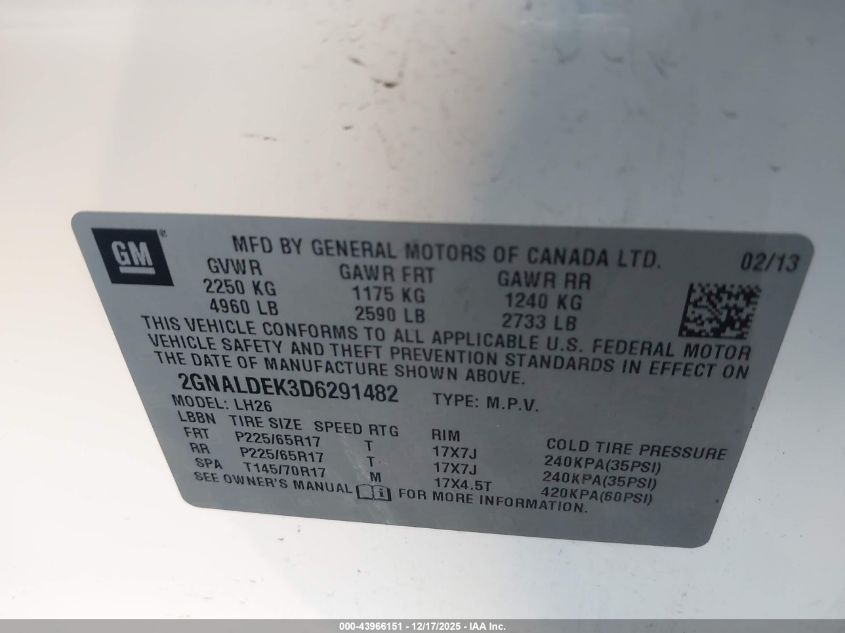 GM
MFD BY GENERAL MOTORS OF CANADA LTD. 02/13
GVWR GAWR FRT GAWR RR
2250 KG 1175 KG 1240 KG
4960 LB 2590 LB 2733 LB
THIS VEHICLE CONFORMS TO ALL APPLICABLE U.S. FEDERAL MOTOR
VEHICLE SAFETY AND THEFT PREVENTION STANDARDS IN EFFECT ON
THE DATE OF MANUFACTURE SHOWN ABOVE.
2GNALDEK3D6291482 TYPE: M.P.V.
MODEL: LH26
LBBN TIRE SIZE SPEED RTG RIM COLD TIRE PRESSURE
FRT P225/65R17 T 17X7J 240KPA(35PSI)
RR P225/65R17 T 17X7J 240KPA(35PSI)
SPA T145/70R17 M 17X4.5T 420KPA(60PSI)
SEE OWNER'S MANUAL FOR MORE INFORMATION.
000-43966151 - 12/17/2025 - IAA Inc.